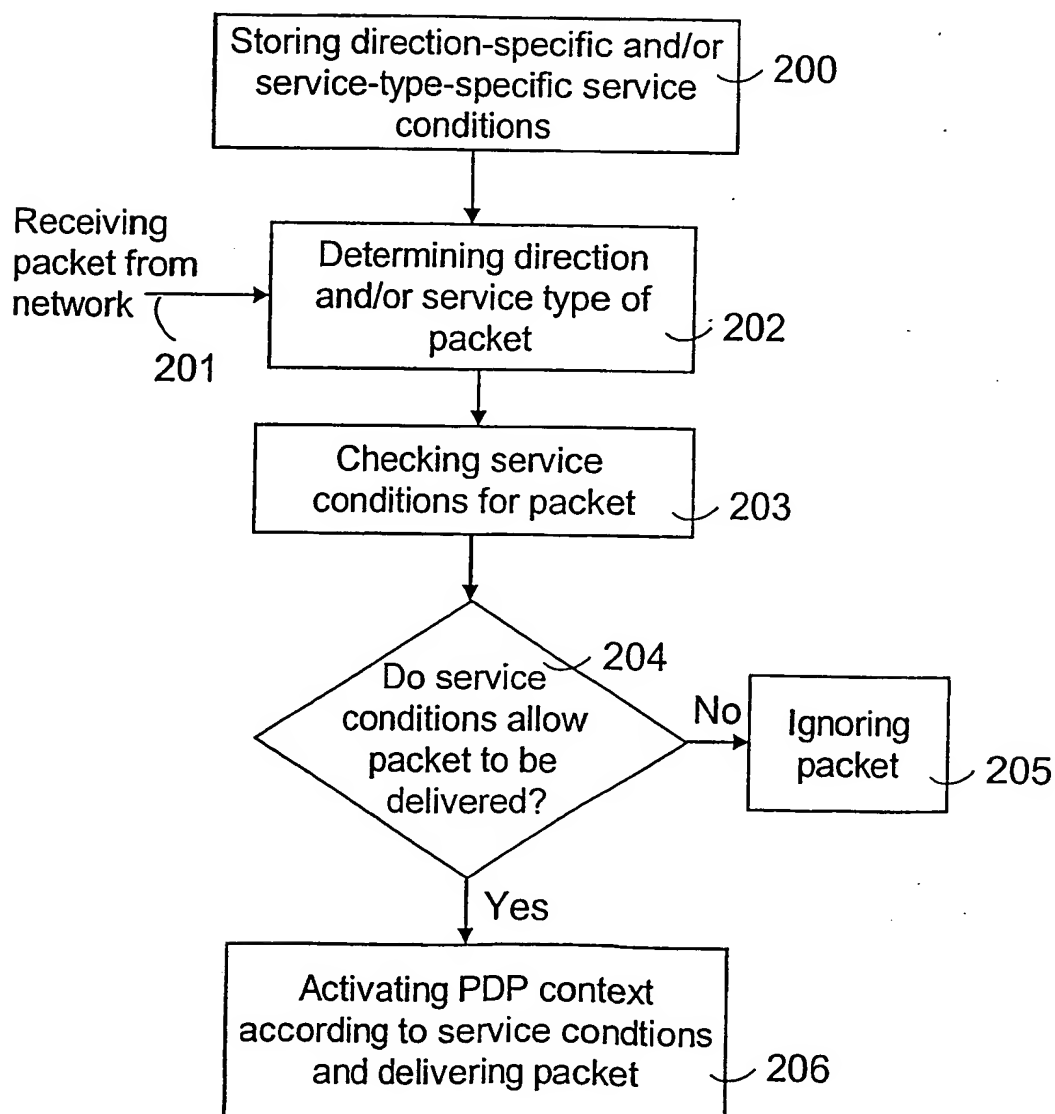 Storing direction-specific and/or
service-type-specific service
conditions
200
Receiving
packet from
network
201
Determining direction
and/or service type of
packet
202
Checking service
conditions for packet
203
Do service
conditions allow
packet to be
delivered?
204
No
Ignoring
packet
205
Yes
Activating PDP context
according to service condtions
and delivering packet
206